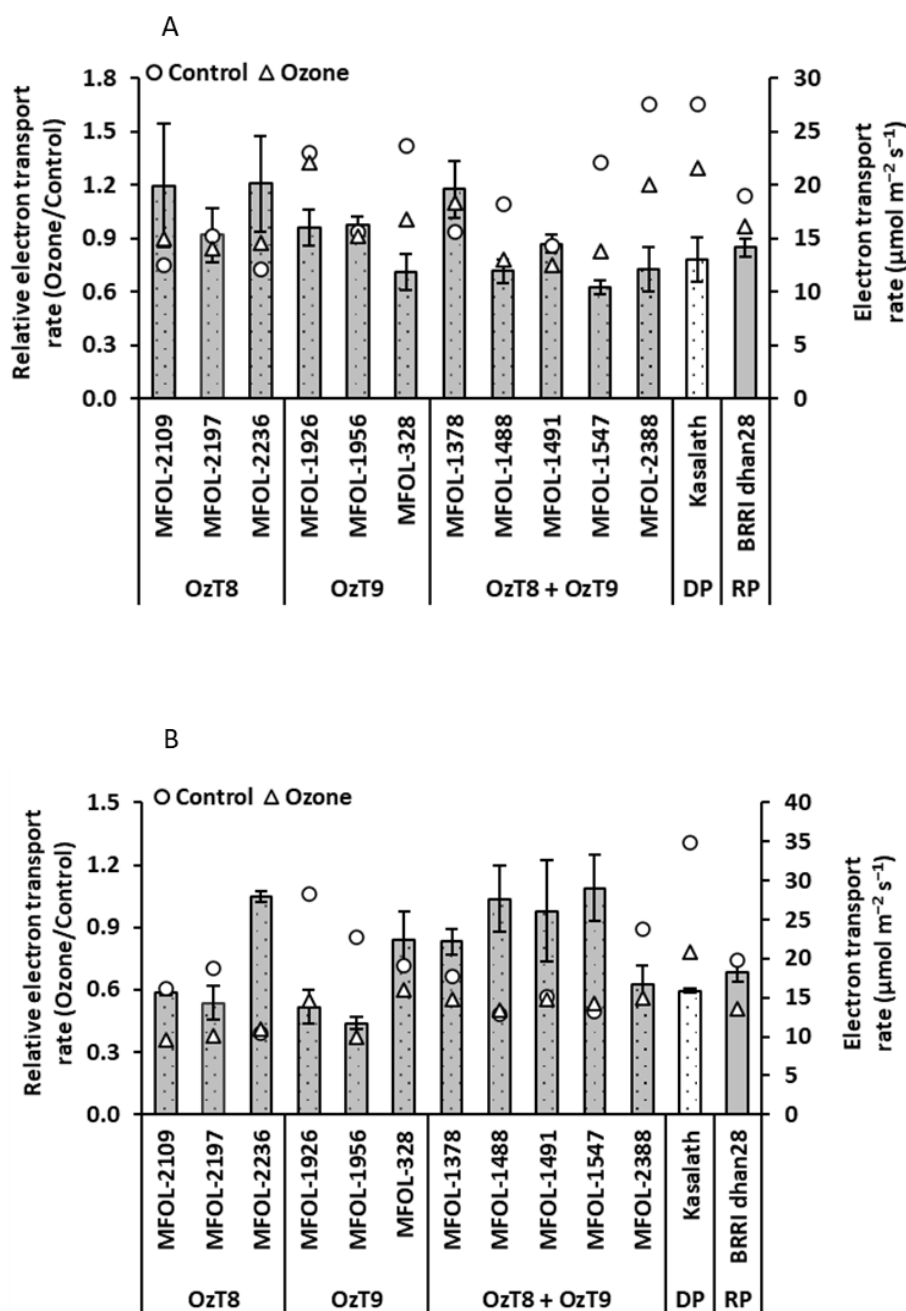 A
Control Ozone
Relative electron transport
rate (Ozone/Control)
1.8
1.5
1.2
0.9
0.6
0.3
0.0
30
25
20
15
10
5
0
Electron transport
rate (μmol m⁻² s⁻¹)
MFOL-2109
MFOL-2197
MFOL-2236
MFOL-1926
MFOL-1956
MFOL-328
MFOL-1378
MFOL-1488
MFOL-1491
MFOL-1547
MFOL-2388
Kasalath
BRRI dhan28
OzT8 OzT9 OzT8 + OzT9 DP RP
B
Control Ozone
Relative electron transport
rate (Ozone/Control)
1.5
1.2
0.9
0.6
0.3
0.0
40
35
30
25
20
15
10
5
0
Electron transport
rate (μmol m⁻² s⁻¹)
MFOL-2109
MFOL-2197
MFOL-2236
MFOL-1926
MFOL-1956
MFOL-328
MFOL-1378
MFOL-1488
MFOL-1491
MFOL-1547
MFOL-2388
Kasalath
BRRI dhan28
OzT8 OzT9 OzT8 + OzT9 DP RP